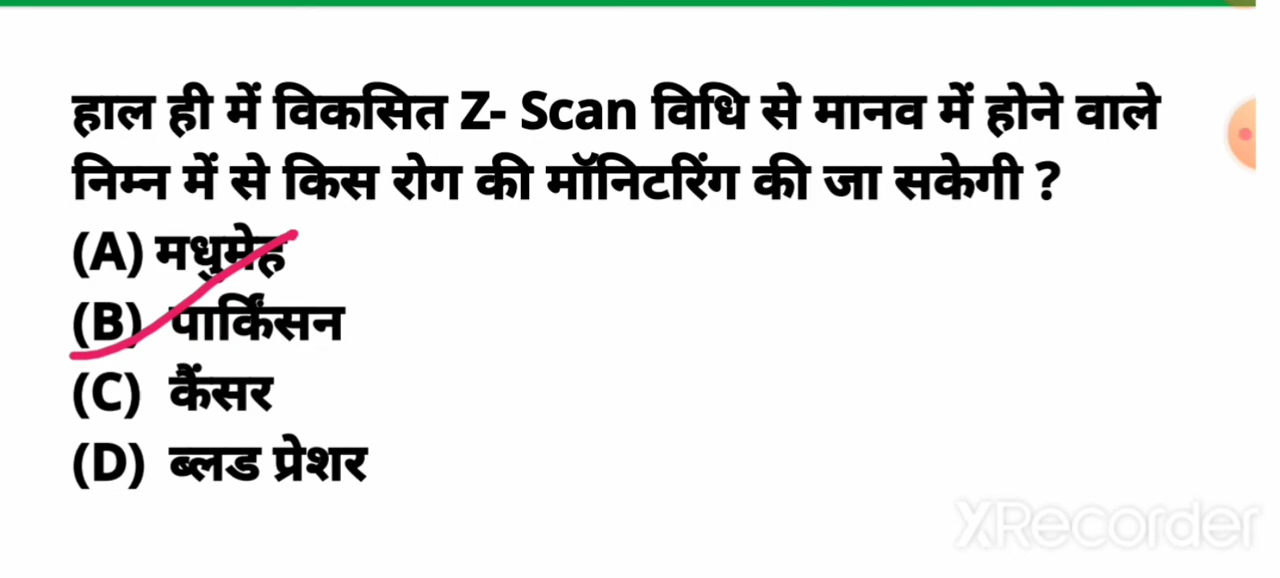 हाल ही में विकसित Z- Scan विधि से मानव में होने वाले
निम्न में से किस रोग की मॉनिटरिंग की जा सकेगी ?
(A) मधुमेह
(B) पार्किंसन
(C) कैंसर
(D) ब्लड प्रेशर
XRecorder